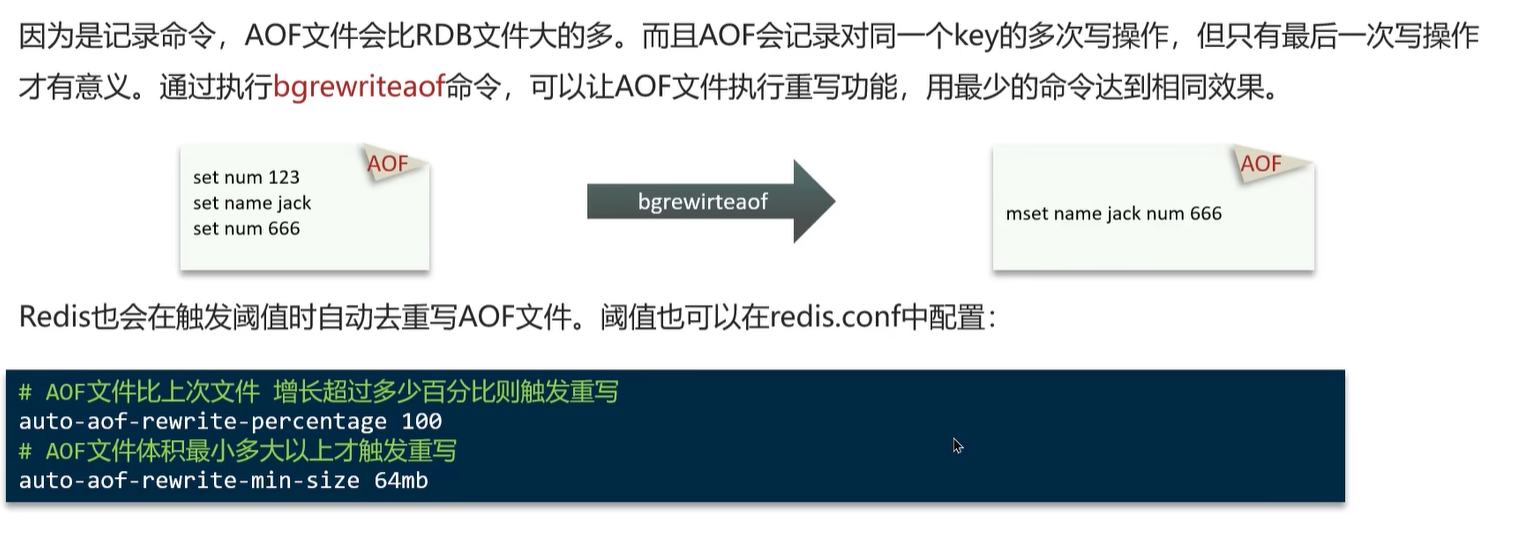 因为是记录命令，AOF文件会比RDB文件大的多。而且AOF会记录对同一个key的多次写操作，但只有最后一次写操作
才有意义。通过执行bgrewriteaof命令，可以让AOF文件执行重写功能，用最少的命令达到相同效果。
AOF
set num 123
set name jack
set num 666
bgrewirteaof
AOF
mset name jack num 666
Redis也会在触发阈值时自动去重写AOF文件。阈值也可以在redis.conf中配置：
# AOF文件比上次文件 增长超过多少百分比则触发重写
auto-aof-rewrite-percentage 100
# AOF文件体积最小多大以上才触发重写
auto-aof-rewrite-min-size 64mb